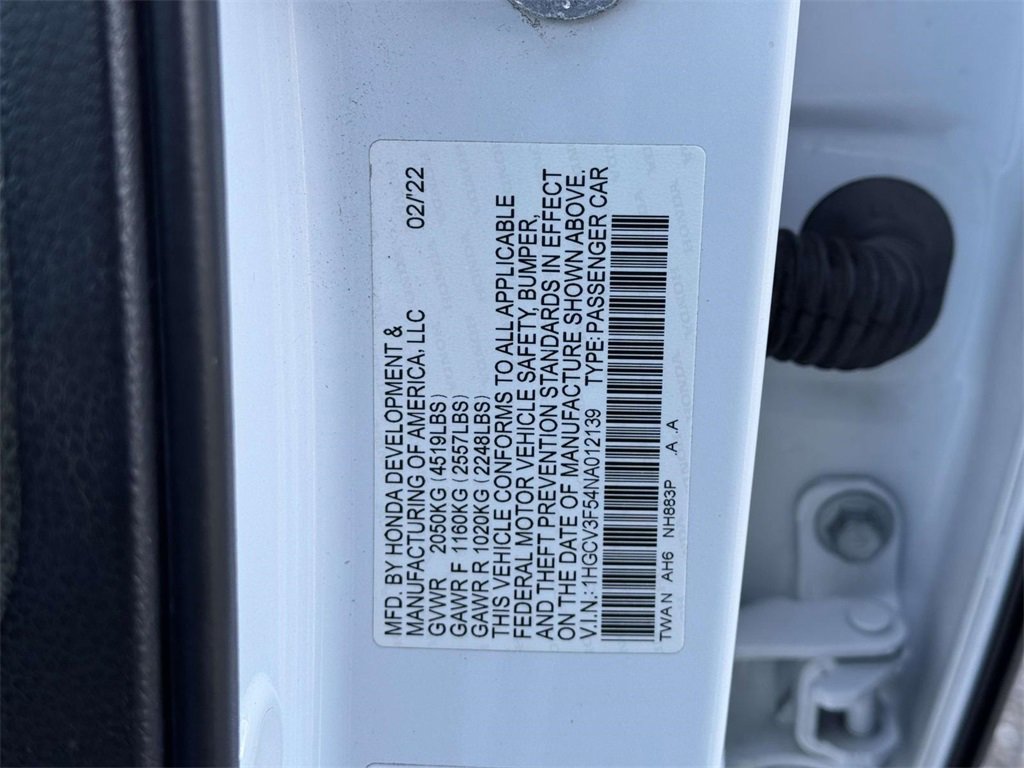 MFD. BY HONDA DEVELOPMENT &
MANUFACTURING OF AMERICA, LLC 02/'22
GVWR 2050KG (4519LBS)
GAWR F 1160KG (2557LBS)
GAWR R 1020KG (2248LBS)
THIS VEHICLE CONFORMS TO ALL APPLICABLE
FEDERAL MOTOR VEHICLE SAFETY, BUMPER,
AND THEFT PREVENTION STANDARDS IN EFFECT
ON THE DATE OF MANUFACTURE SHOWN ABOVE.
V.I.N.:1HGCV3F54NA012139 TYPE:PASSENGER CAR
TWA N AH6 NH883P .A .A